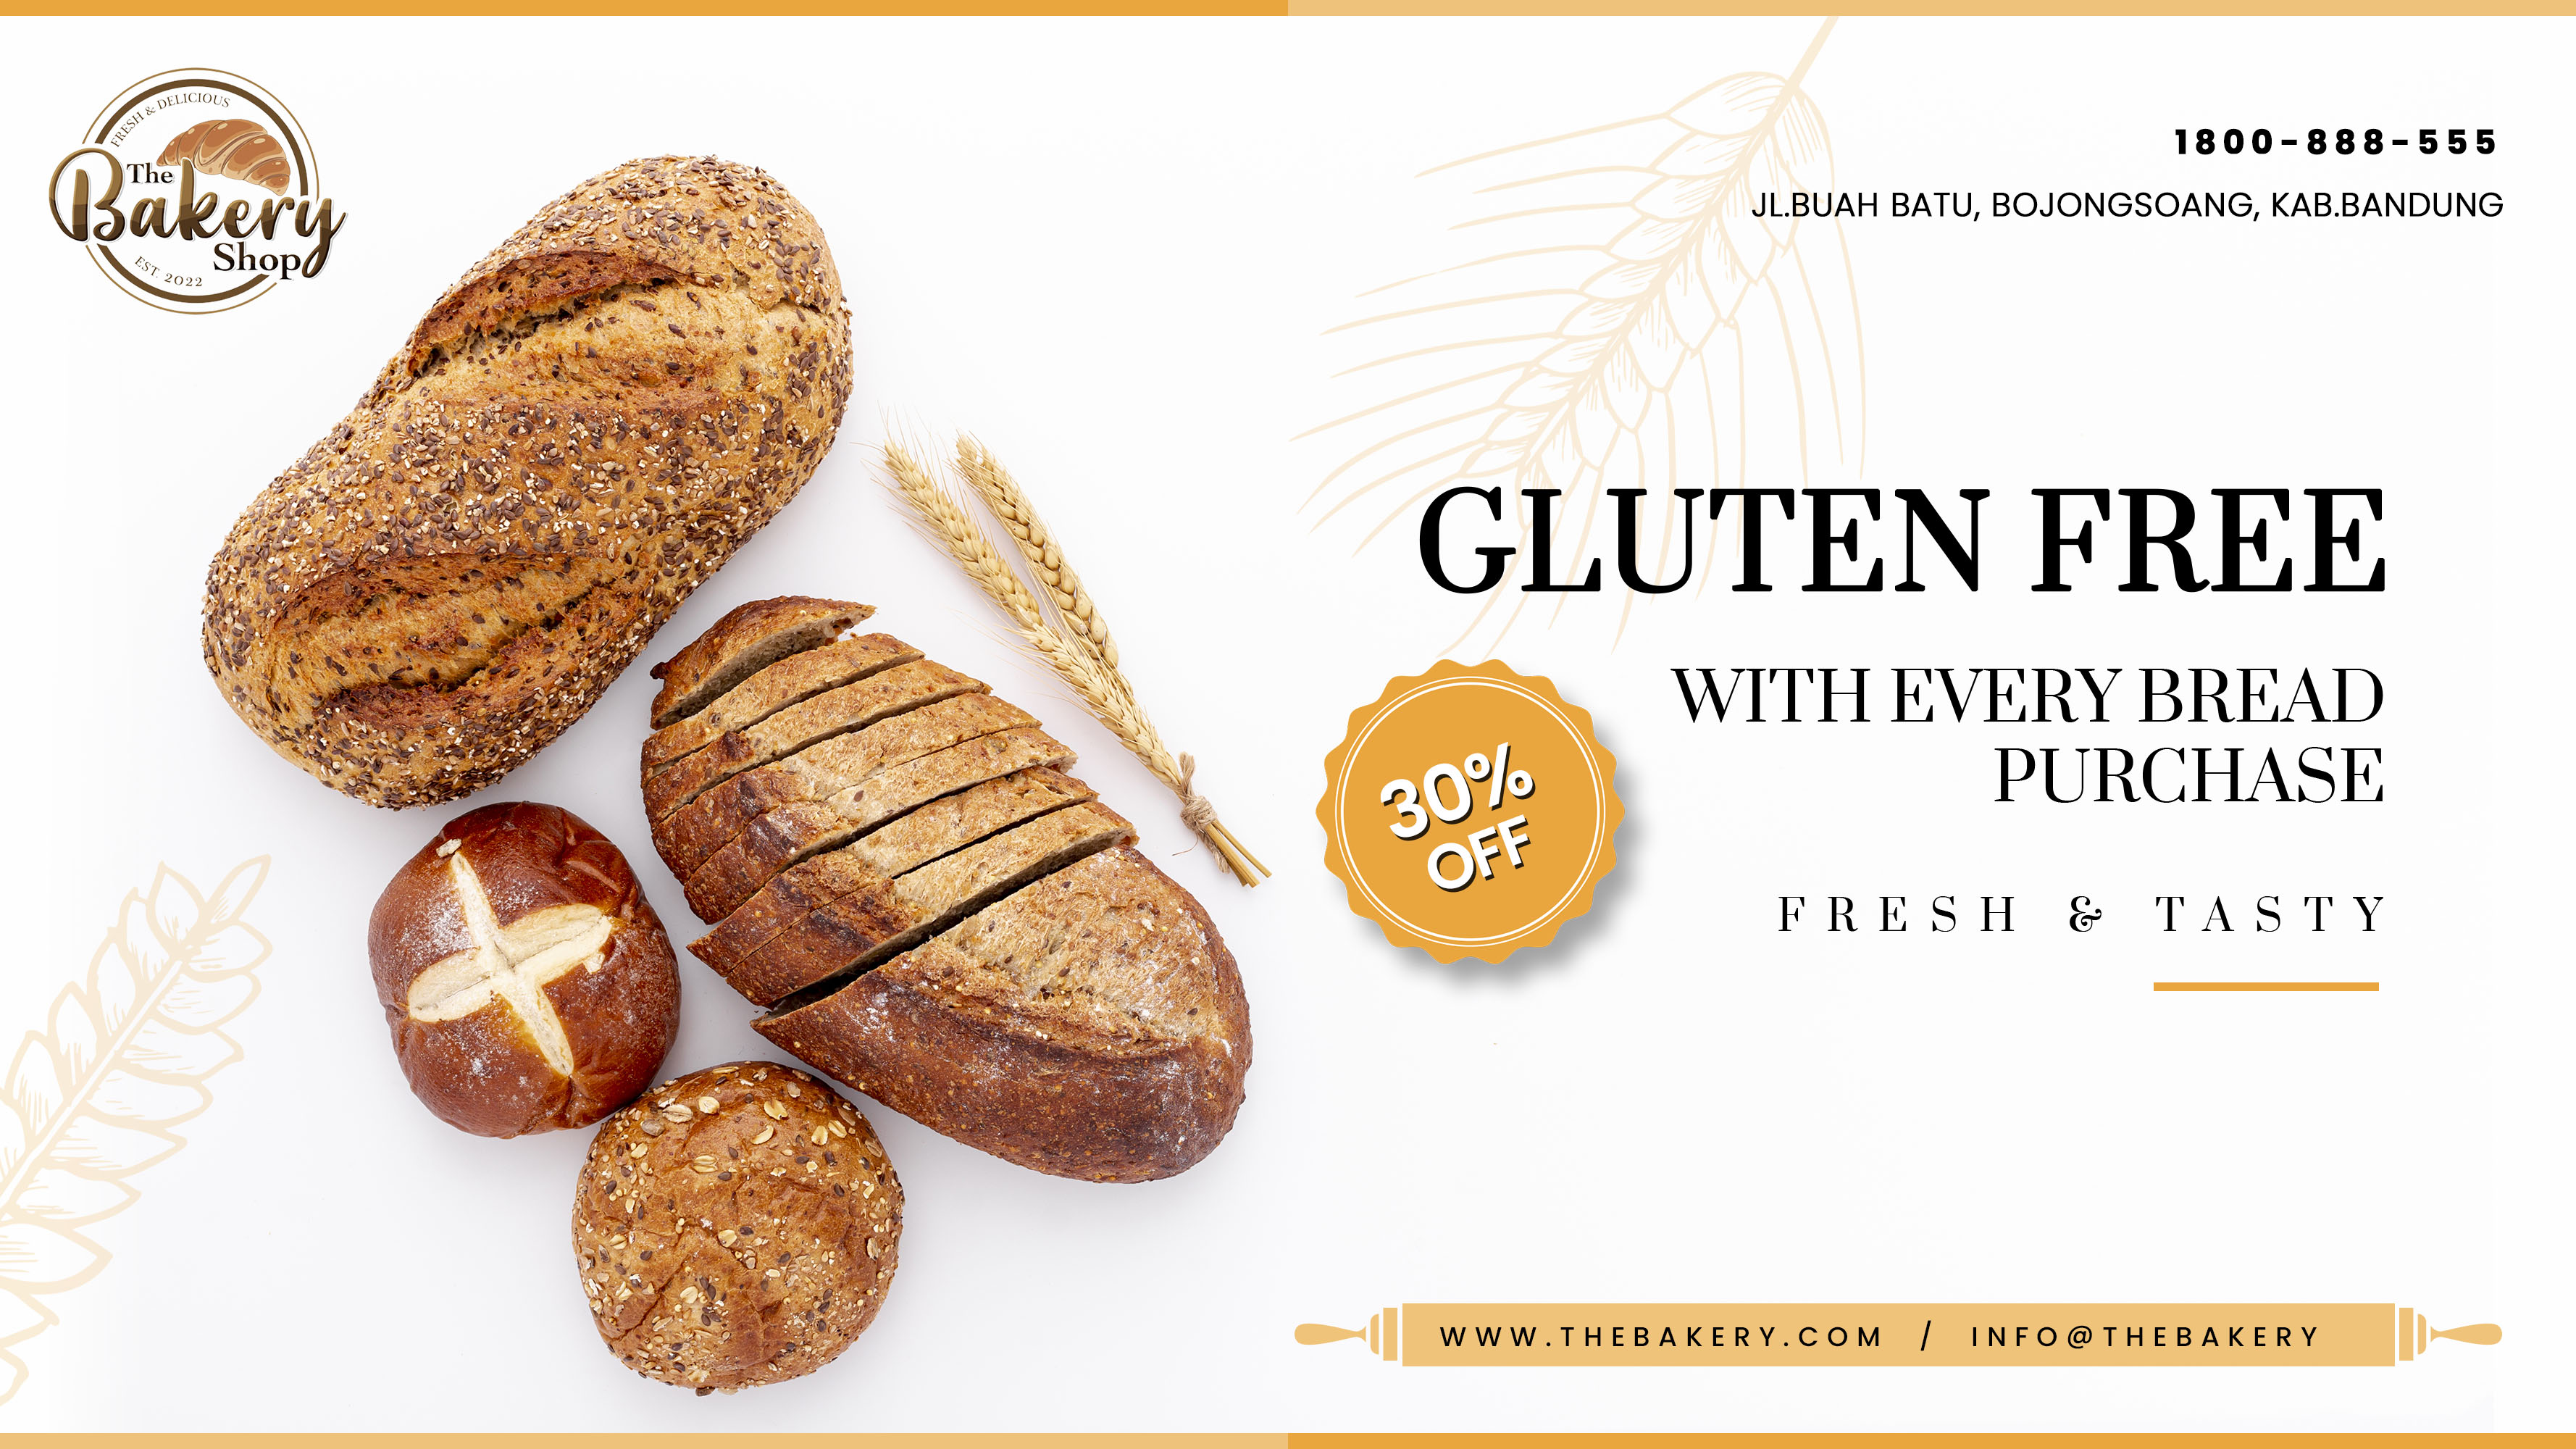 FRESH & DELICIOUS
The
Bakery
Shop
EST. 2022
1800-888-555
JL.BUAH BATU, BOJONGSOANG, KAB.BANDUNG
GLUTEN FREE
WITH EVERY BREAD
PURCHASE
30%
OFF
FRESH & TASTY
WWW.THEBAKERY.COM / INFO@THEBAKERY